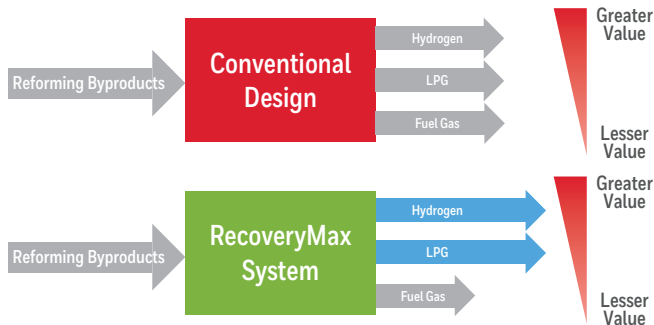 Reforming Byproducts
Conventional
Design
Hydrogen
LPG
Fuel Gas
Greater
Value
Lesser
Value
Reforming Byproducts
RecoveryMax
System
Hydrogen
LPG
Fuel Gas
Greater
Value
Lesser
Value